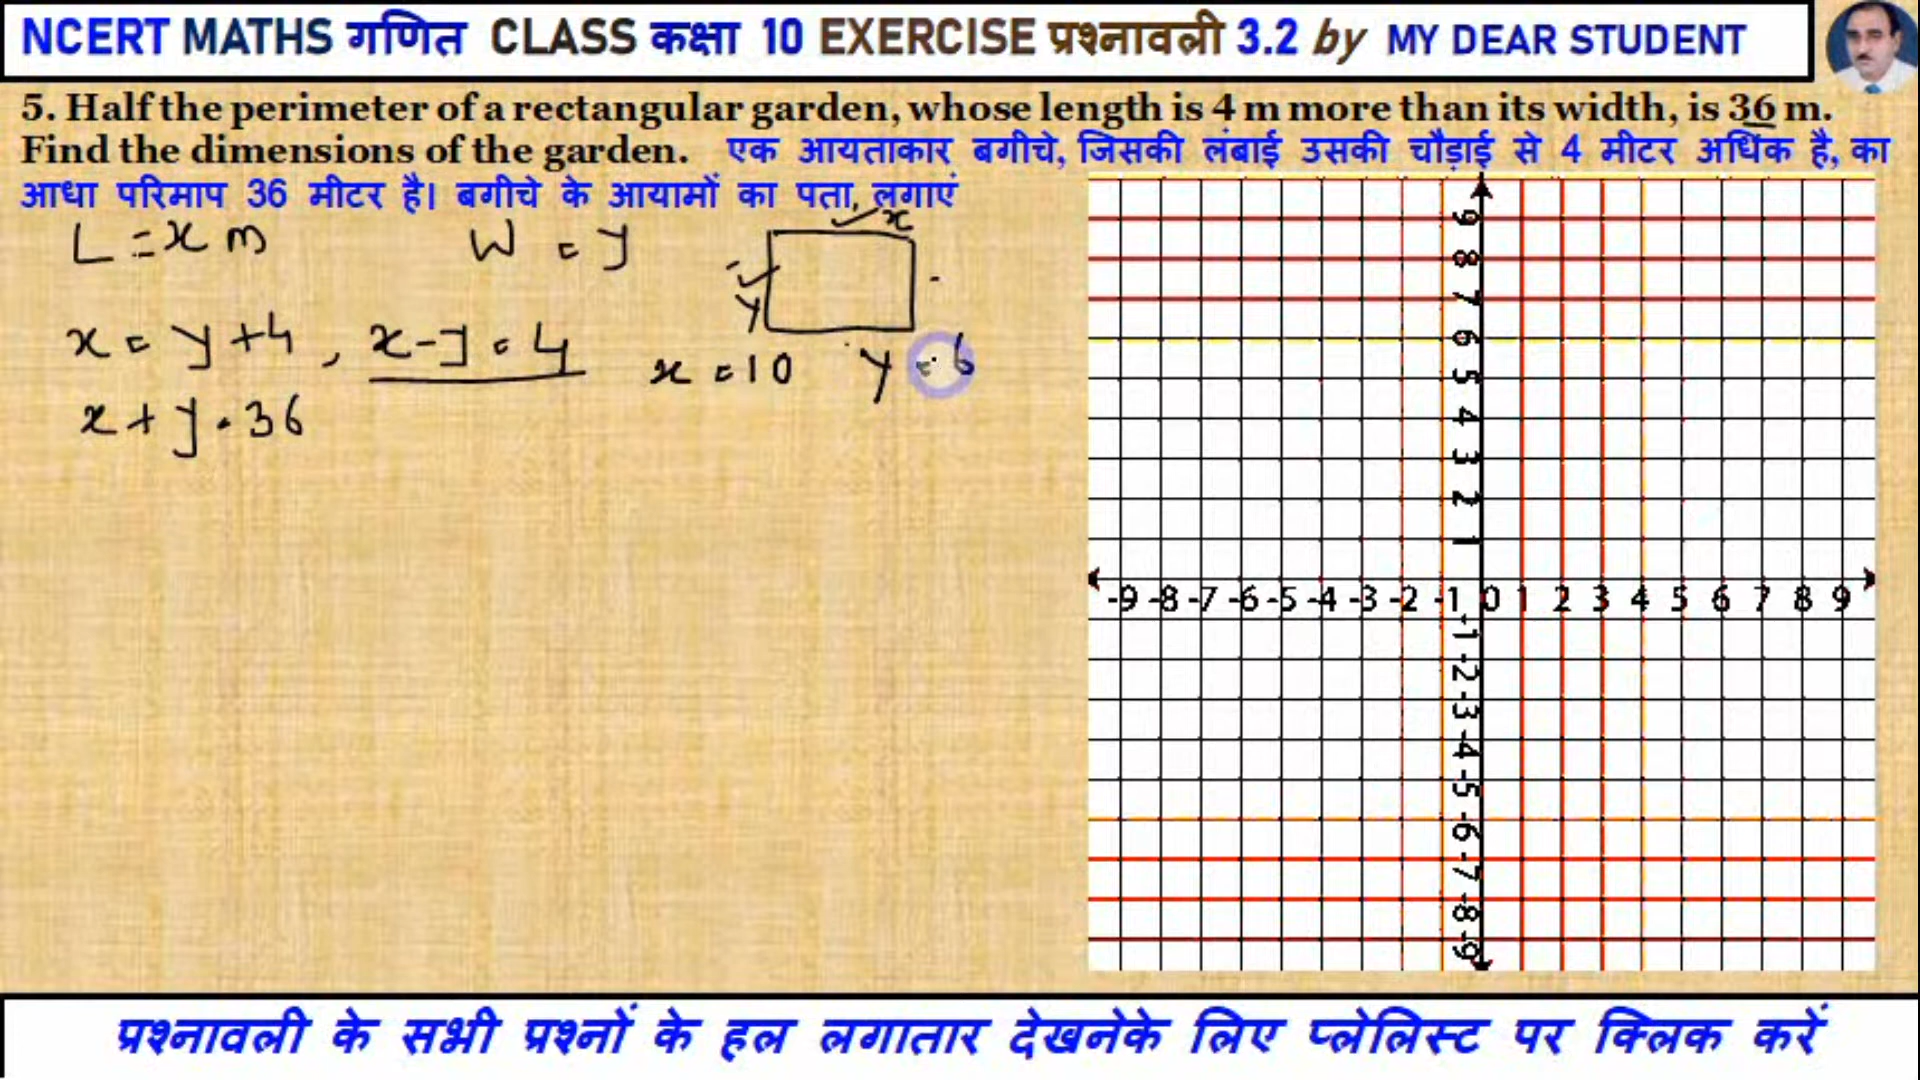 NCERT MATHS गणित CLASS कक्षा 10 EXERCISE प्रश्नावली 3.2 by MY DEAR STUDENT
5. Half the perimeter of a rectangular garden, whose length is 4 m more than its width, is 36 m.
Find the dimensions of the garden. एक आयताकार बगीचे, जिसकी लंबाई उसकी चौड़ाई से 4 मीटर अधिक है, का
आधा परिमाप 36 मीटर है। बगीचे के आयामों का पता लगाएं
L = x m W = y
x
y
x = y + 4 , x - y = 4
x = 10 y = 6
x + y = 36
9
8
7
6
5
4
3
2
1
-9 -8 -7 -6 -5 -4 -3 -2 -1 0 1 2 3 4 5 6 7 8 9
-1
-2
-3
-4
-5
-6
-7
-8
-9
प्रश्नावली के सभी प्रश्नों के हल लगातार देखनेके लिए प्लेलिस्ट पर क्लिक करें